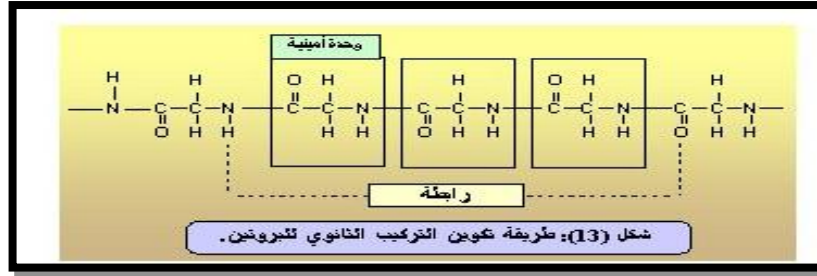 وحدة أمينية
H H O H H O H H
N C C N C C N C C N C C N C C N
O H H H H O H H H H O H H
رابطة
شكل (13): طريقة تكوين التركيب الثانوي للبروتين.